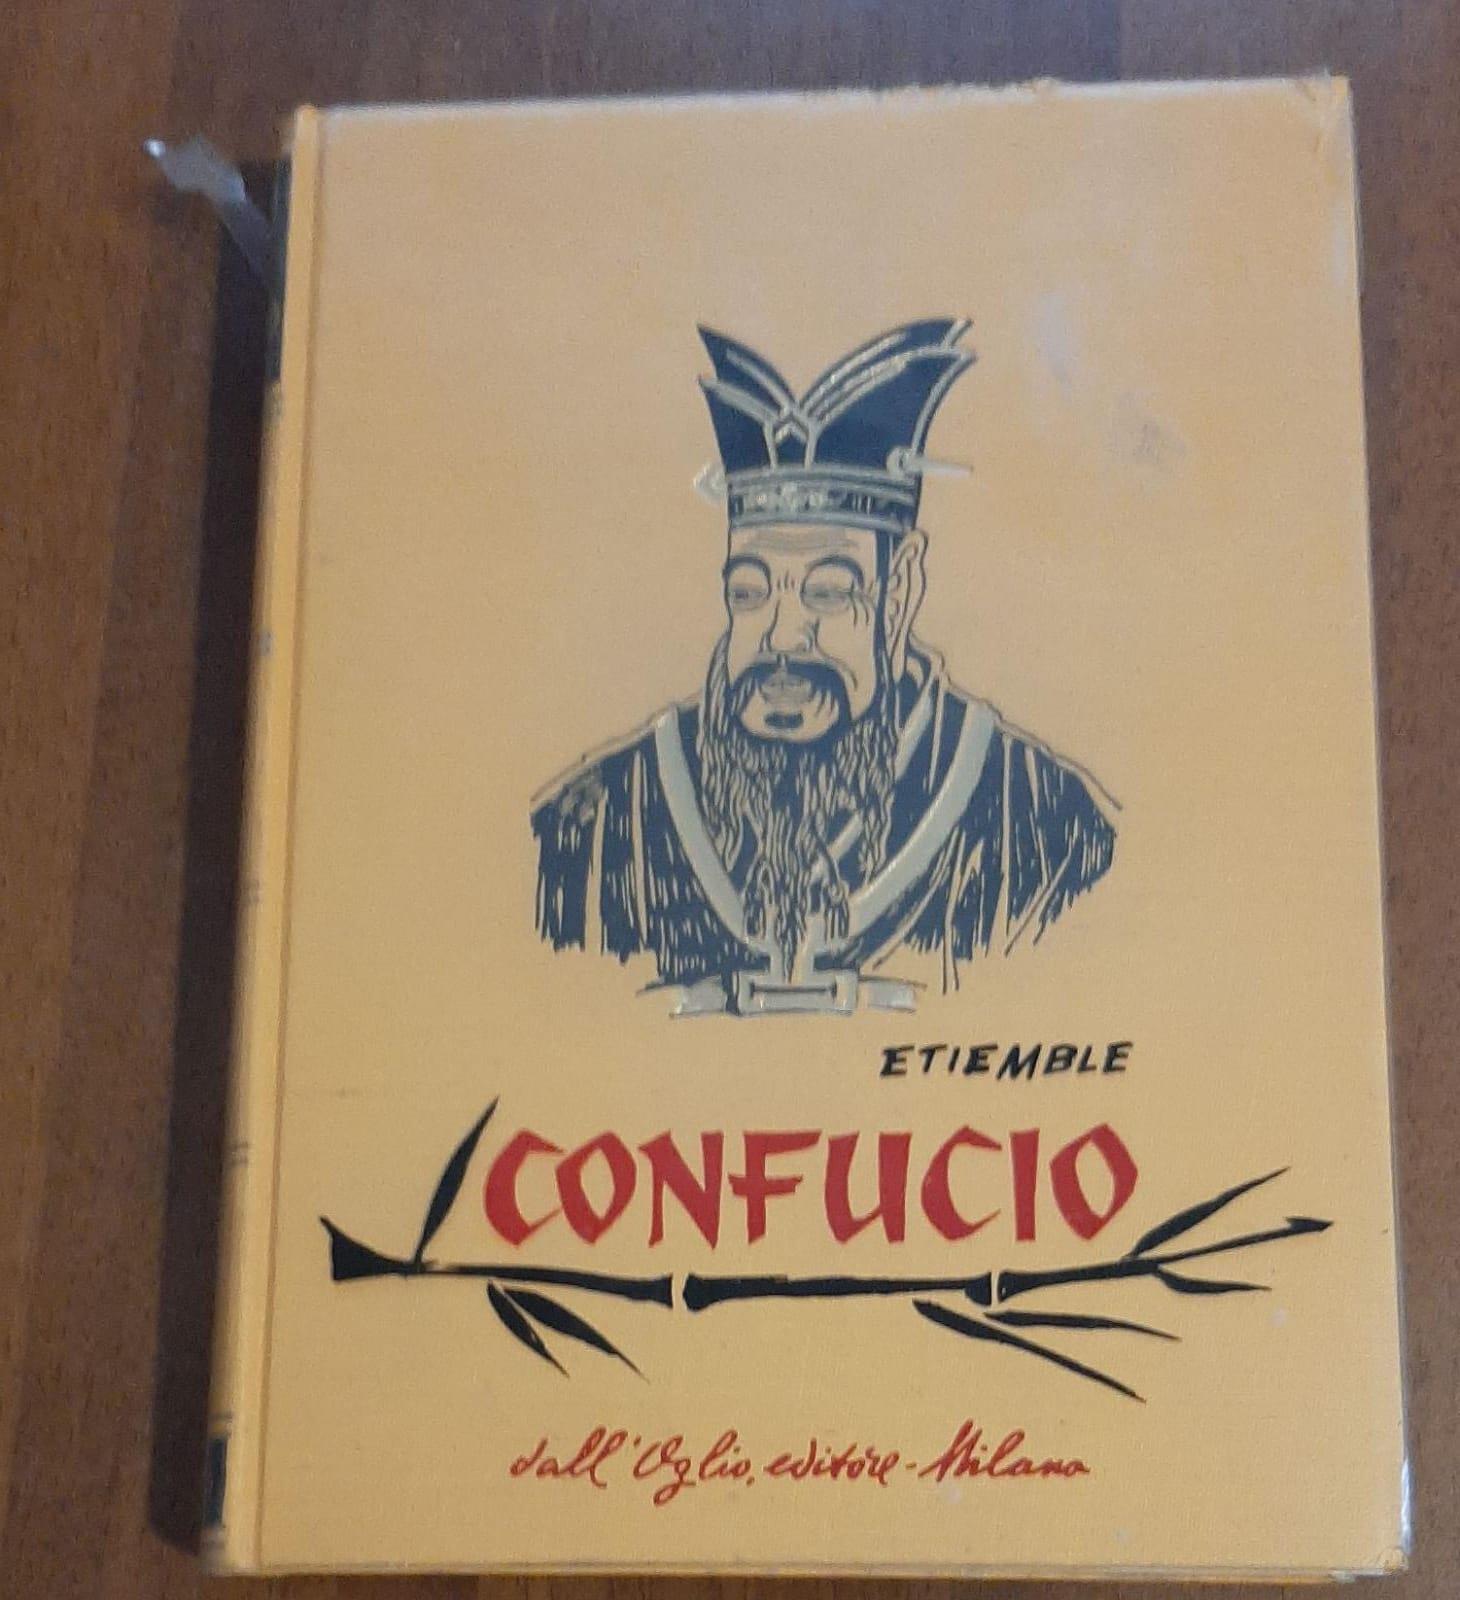 ETIEMBLE
CONFUCIO
dall'Oglio, editore - Milano